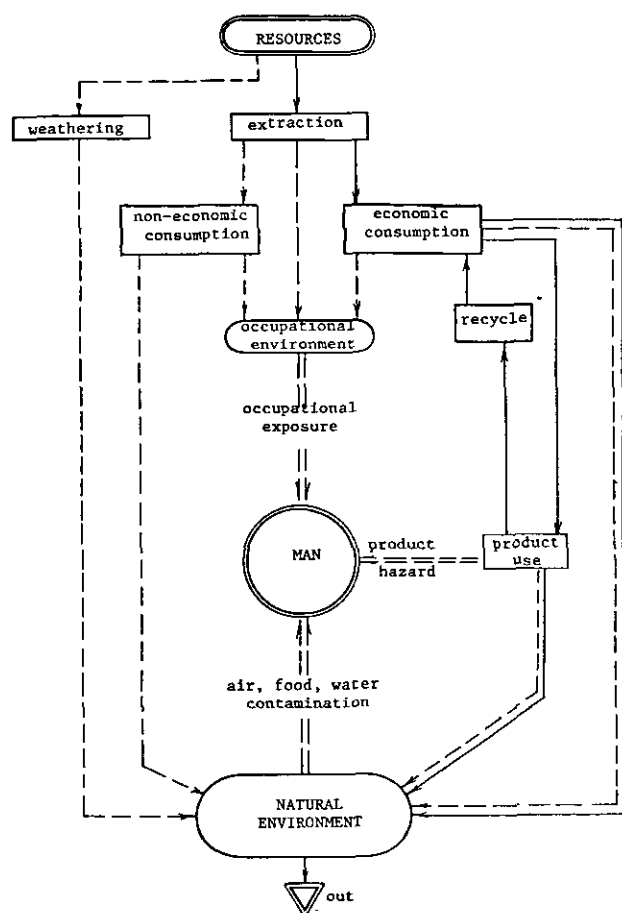 RESOURCES
weathering
extraction
non-economic
consumption
economic
consumption
recycle
occupational
environment
occupational
exposure
MAN
product
hazard
product
use
air, food, water
contamination
NATURAL
ENVIRONMENT
out